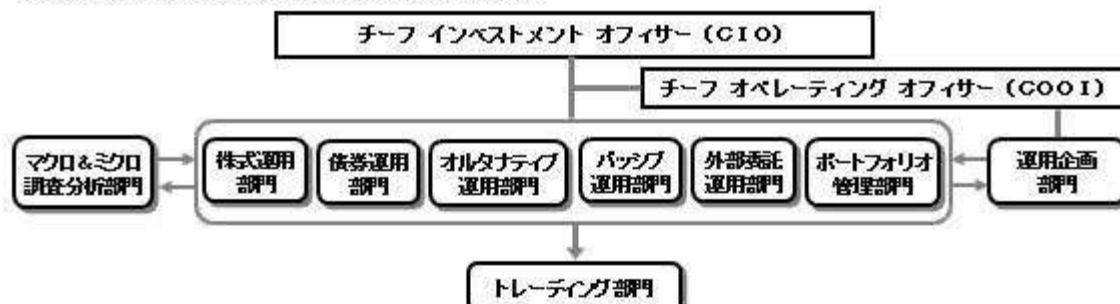 チーフ インベストメント オフィサー (CIO)
チーフ オペレーティング オフィサー (COOI)
マクロ&ミクロ
調査分析部門
株式運用
部門
債券運用
部門
オルタナティブ
運用部門
パッシブ
運用部門
外部委託
運用部門
ポートフォリオ
管理部門
運用企画
部門
トレーディング部門